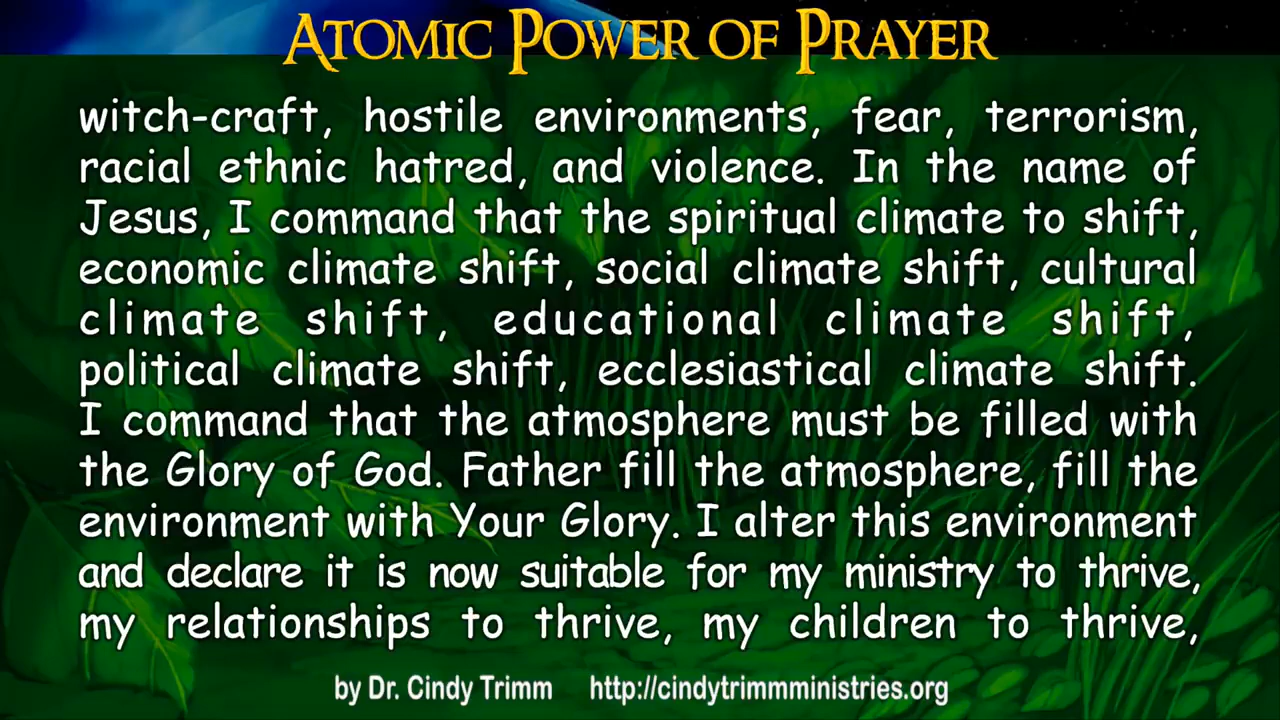 ATOMIC POWER OF PRAYER
witch-craft, hostile environments, fear, terrorism,
racial ethnic hatred, and violence. In the name of
Jesus, I command that the spiritual climate to shift,
economic climate shift, social climate shift, cultural
climate shift, educational climate shift,
political climate shift, ecclesiastical climate shift.
I command that the atmosphere must be filled with
the Glory of God. Father fill the atmosphere, fill the
environment with Your Glory. I alter this environment
and declare it is now suitable for my ministry to thrive,
my relationships to thrive, my children to thrive,
by Dr. Cindy Trimm http://cindytrimmministries.org